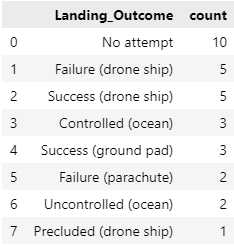 Landing_Outcome count
0 No attempt 10
1 Failure (drone ship) 5
2 Success (drone ship) 5
3 Controlled (ocean) 3
4 Success (ground pad) 3
5 Failure (parachute) 2
6 Uncontrolled (ocean) 2
7 Precluded (drone ship) 1